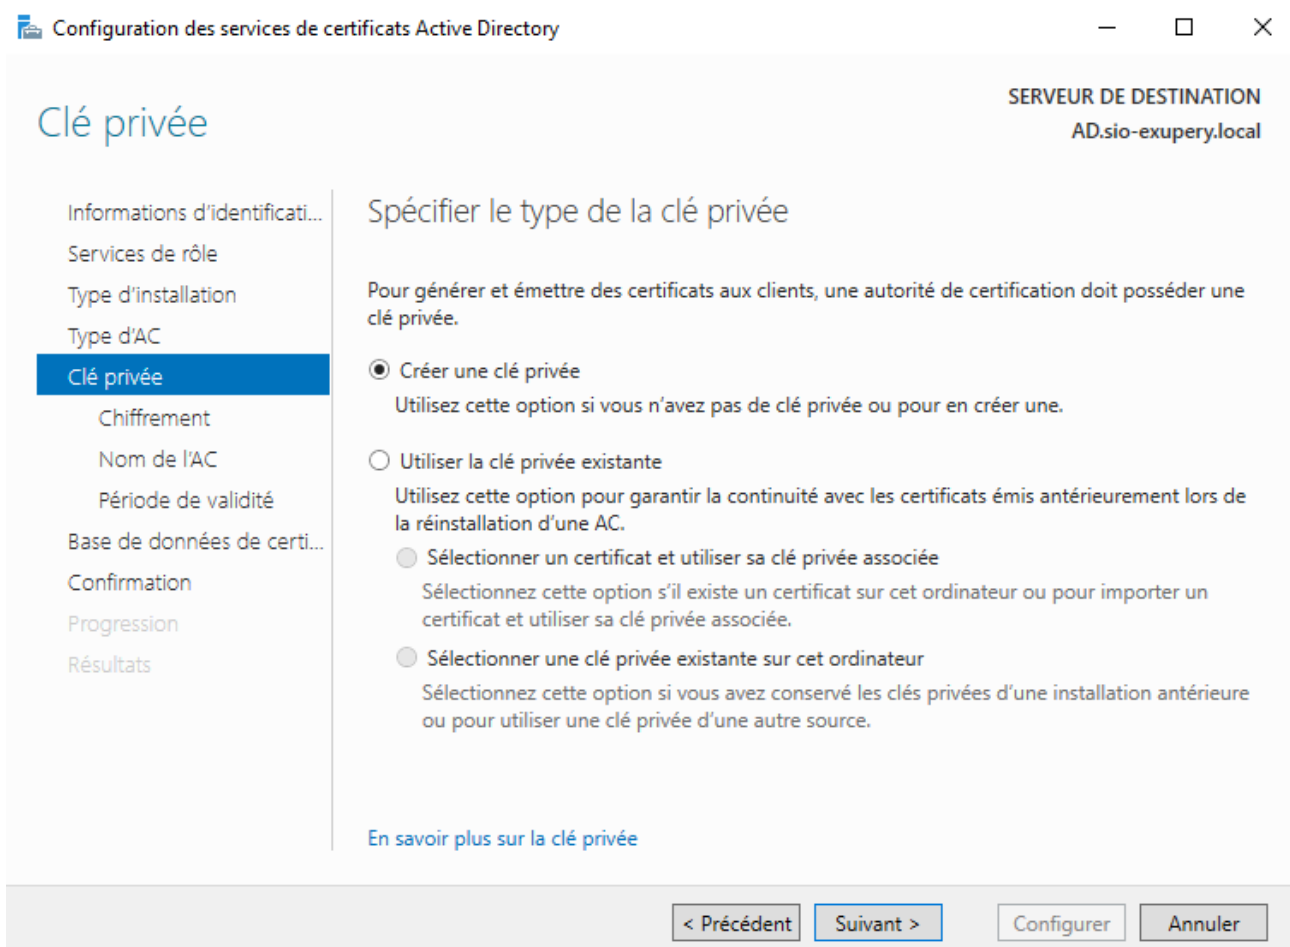 Configuration des services de certificats Active Directory
Clé privée
SERVEUR DE DESTINATION
AD.sio-exupery.local
Informations d'identificati...
Services de rôle
Type d'installation
Type d'AC
Clé privée
Chiffrement
Nom de l'AC
Période de validité
Base de données de certi...
Confirmation
Progression
Résultats
Spécifier le type de la clé privée
Pour générer et émettre des certificats aux clients, une autorité de certification doit posséder une
clé privée.
Créer une clé privée
Utilisez cette option si vous n'avez pas de clé privée ou pour en créer une.
Utiliser la clé privée existante
Utilisez cette option pour garantir la continuité avec les certificats émis antérieurement lors de
la réinstallation d'une AC.
Sélectionner un certificat et utiliser sa clé privée associée
Sélectionnez cette option s'il existe un certificat sur cet ordinateur ou pour importer un
certificat et utiliser sa clé privée associée.
Sélectionner une clé privée existante sur cet ordinateur
Sélectionnez cette option si vous avez conservé les clés privées d'une installation antérieure
ou pour utiliser une clé privée d'une autre source.
En savoir plus sur la clé privée
< Précédent
Suivant >
Configurer
Annuler